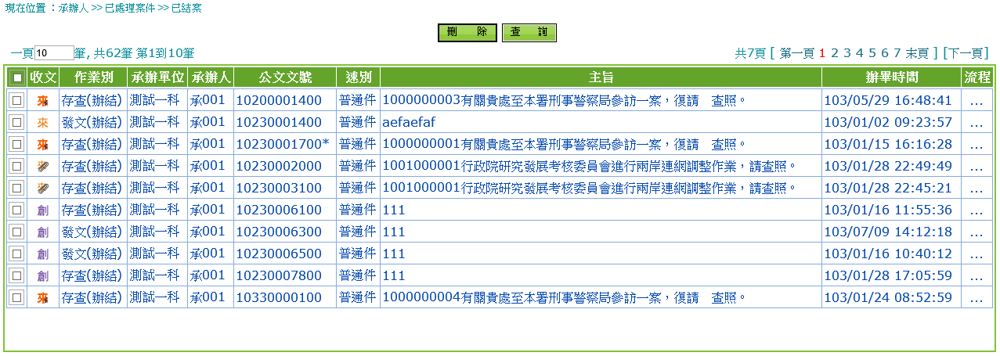 現在位置：承辦人>>已處理案件>>已結案
刪 除 查 詢
一頁10筆, 共62筆 第1到10筆 共7頁 [ 第一頁 1 2 3 4 5 6 7 末頁 ] [下一頁]
收文 作業別 承辦單位 承辦人 公文文號 速別 主旨 辦畢時間 流程
來 存查(辦結) 測試一科 承001 10200001400 普通件 1000000003有關貴處至本署刑事警察局參訪一案，復請 查照。 103/05/29 16:48:41 ...
來 發文(辦結) 測試一科 承001 10230001400 普通件 aefaefaf 103/01/02 09:23:57 ...
來 存查(辦結) 測試一科 承001 10230001700* 普通件 1000000001有關貴處至本署刑事警察局參訪一案，復請 查照。 103/01/15 16:16:28 ...
存查(辦結) 測試一科 承001 10230002000 普通件 1001000001行政院研究發展考核委員會進行兩岸連網調整作業，請查照。 103/01/28 22:49:49 ...
存查(辦結) 測試一科 承001 10230003100 普通件 1001000001行政院研究發展考核委員會進行兩岸連網調整作業，請查照。 103/01/28 22:45:21 ...
創 存查(辦結) 測試一科 承001 10230006100 普通件 111 103/01/16 11:55:36 ...
創 發文(辦結) 測試一科 承001 10230006300 普通件 111 103/07/09 14:12:18 ...
創 發文(辦結) 測試一科 承001 10230006500 普通件 111 103/01/16 10:40:12 ...
創 存查(辦結) 測試一科 承001 10230007800 普通件 111 103/01/28 17:05:59 ...
來 存查(辦結) 測試一科 承001 10330000100 普通件 1000000004有關貴處至本署刑事警察局參訪一案，復請 查照。 103/01/24 08:52:59 ...